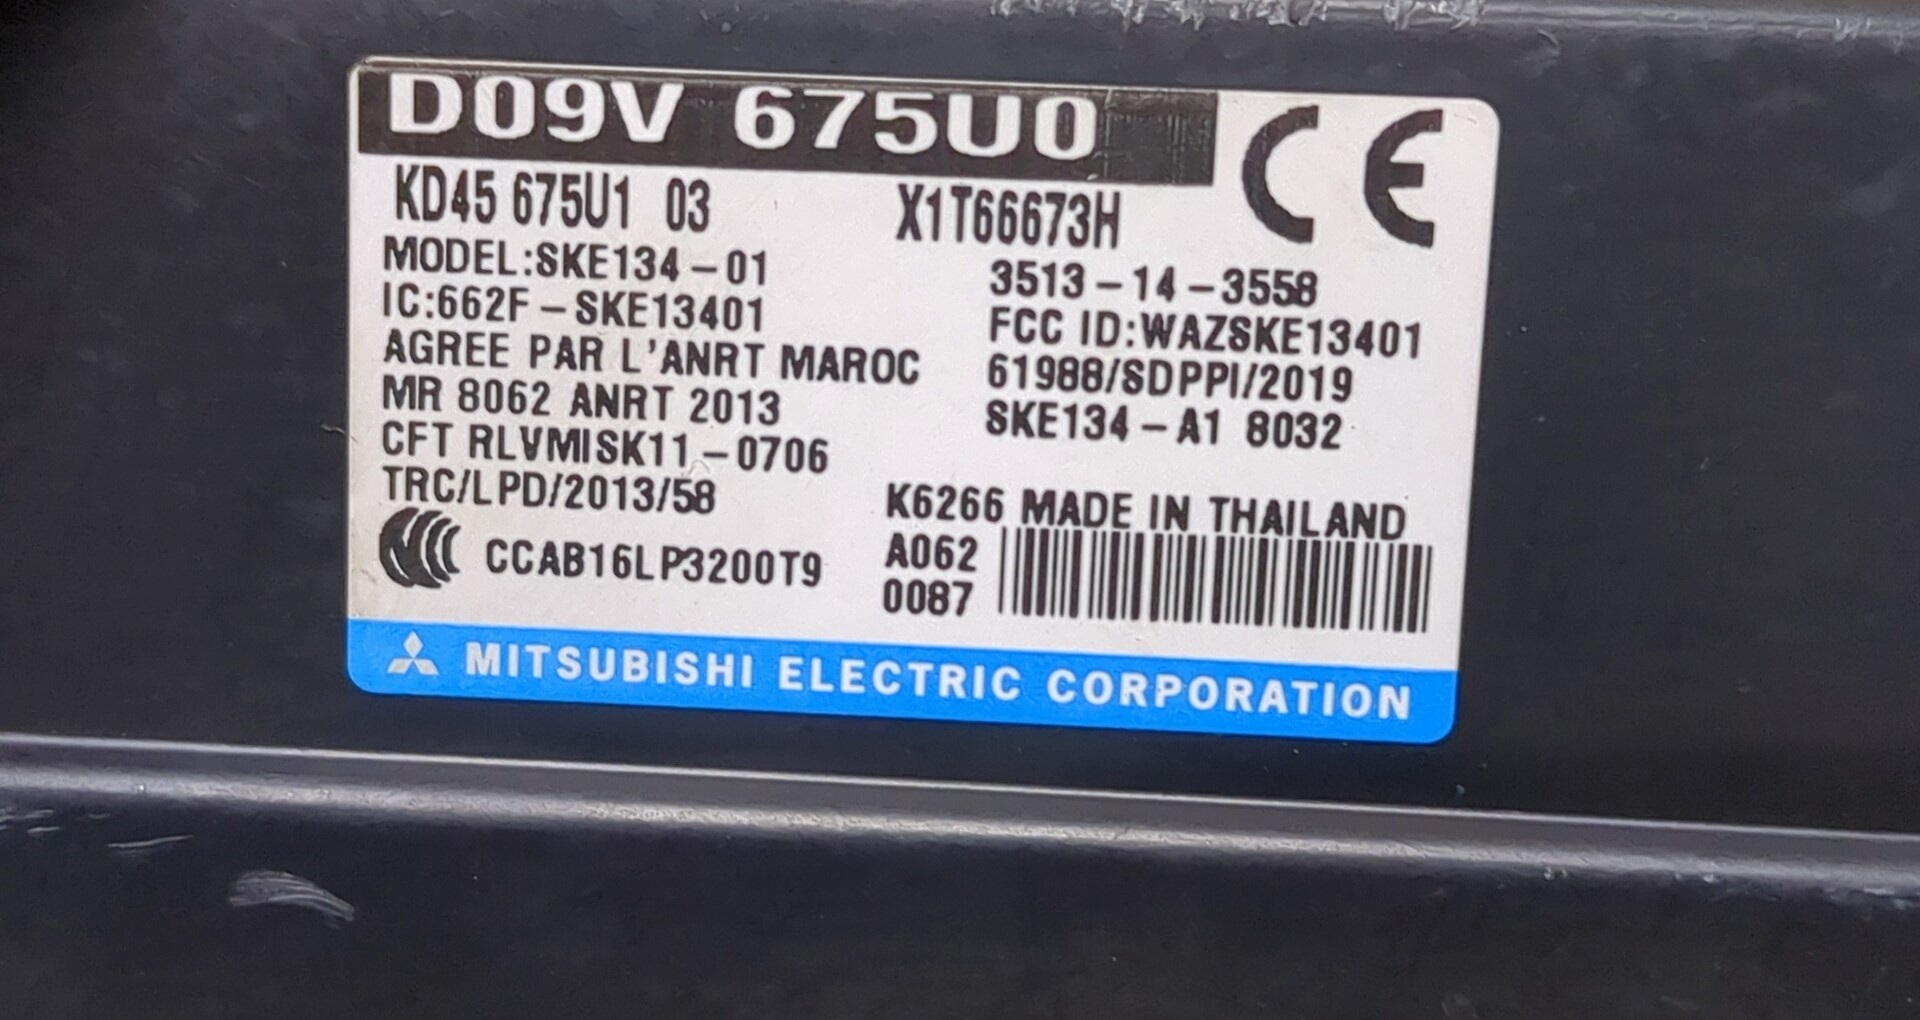 D09V 675U0
CE
KD45 675U1 03 X1T66673H
MODEL:SKE134-01 3513-14-3558
IC:662F-SKE13401 FCC ID:WAZSKE13401
AGREE PAR L'ANRT MAROC 61988/SDPPI/2019
MR 8062 ANRT 2013 SKE134-A1 8032
CFT RLVMISK11-0706
TRC/LPD/2013/58 K6266 MADE IN THAILAND
CCAB16LP3200T9 A062
0087
MITSUBISHI ELECTRIC CORPORATION